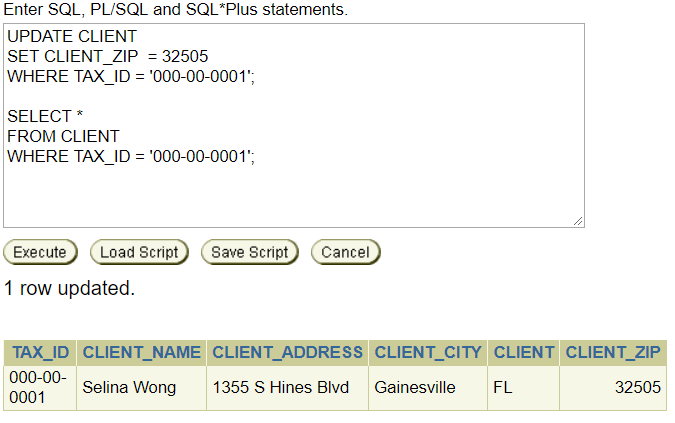 Enter SQL, PL/SQL and SQL*Plus statements.
UPDATE CLIENT
SET CLIENT_ZIP  = 32505
WHERE TAX_ID = '000-00-0001';

SELECT *
FROM CLIENT
WHERE TAX_ID = '000-00-0001';
Execute Load Script Save Script Cancel
1 row updated.
TAX_ID CLIENT_NAME CLIENT_ADDRESS CLIENT_CITY CLIENT CLIENT_ZIP
000-00-
0001 Selina Wong 1355 S Hines Blvd Gainesville FL 32505